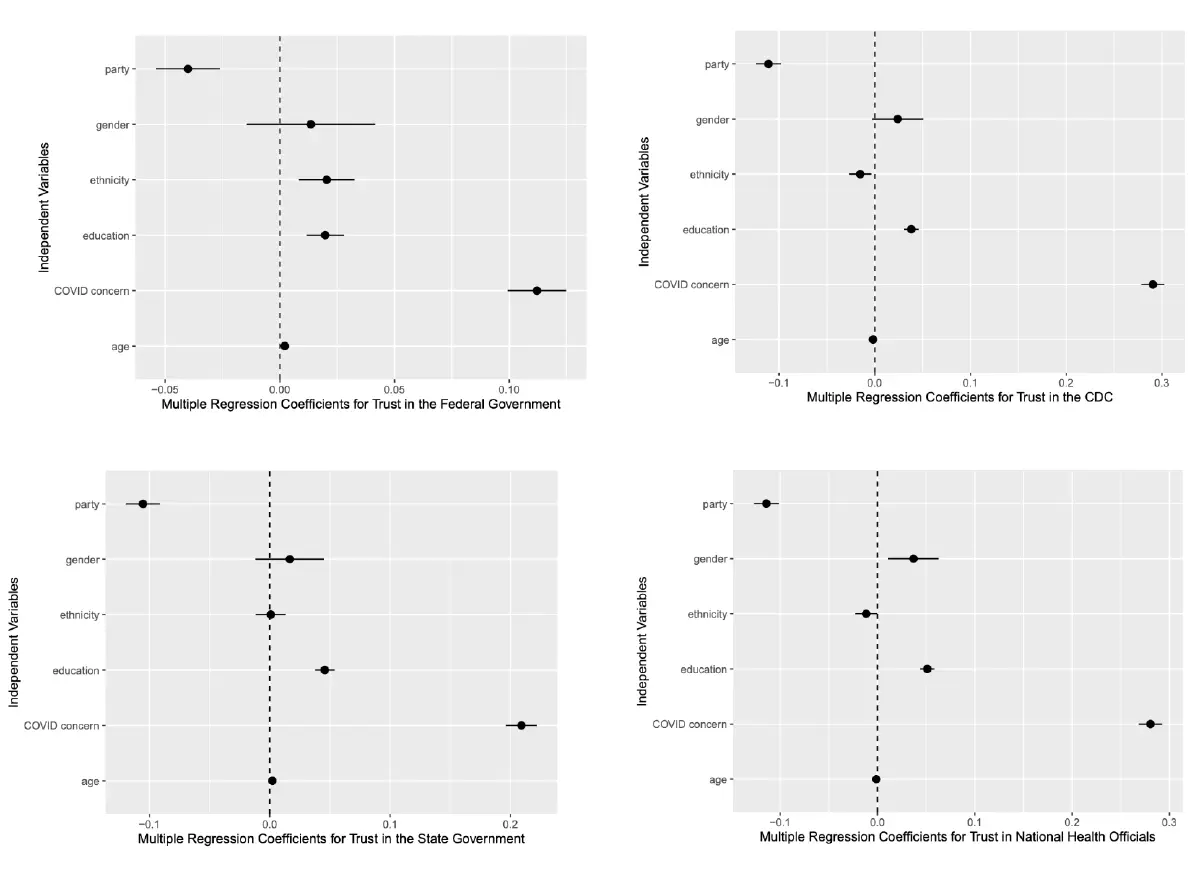 Independent Variables
party
gender
ethnicity
education
COVID concern
age
−0.05 0.00 0.05 0.10
Multiple Regression Coefficients for Trust in the Federal Government
Independent Variables
party
gender
ethnicity
education
COVID concern
age
−0.1 0.0 0.1 0.2 0.3
Multiple Regression Coefficients for Trust in the CDC
Independent Variables
party
gender
ethnicity
education
COVID concern
age
−0.1 0.0 0.1 0.2
Multiple Regression Coefficients for Trust in the State Government
Independent Variables
party
gender
ethnicity
education
COVID concern
age
−0.1 0.0 0.1 0.2 0.3
Multiple Regression Coefficients for Trust in National Health Officials